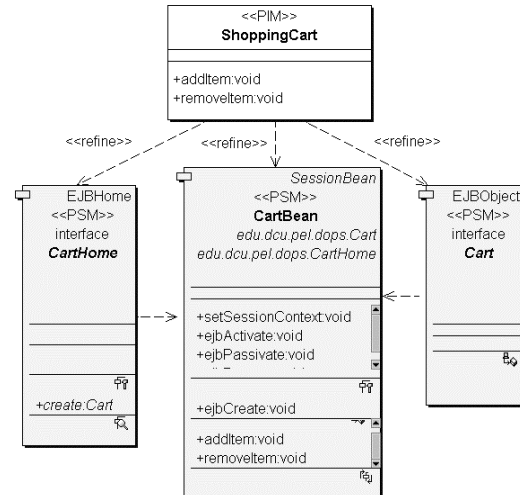 <<PIM>>
ShoppingCart
+addItem:void
+removeItem:void
<<refine>>
<<refine>>
<<refine>>
EJBHome
<<PSM>>
interface
CartHome
+create:Cart
SessionBean
<<PSM>>
CartBean
edu.dcu.pel.dops.Cart
edu.dcu.pel.dops.CartHome
+setSessionContext:void
+ejbActivate:void
+ejbPassivate:void
+ejbCreate:void
+addItem:void
+removeItem:void
EJBObject
<<PSM>>
interface
Cart